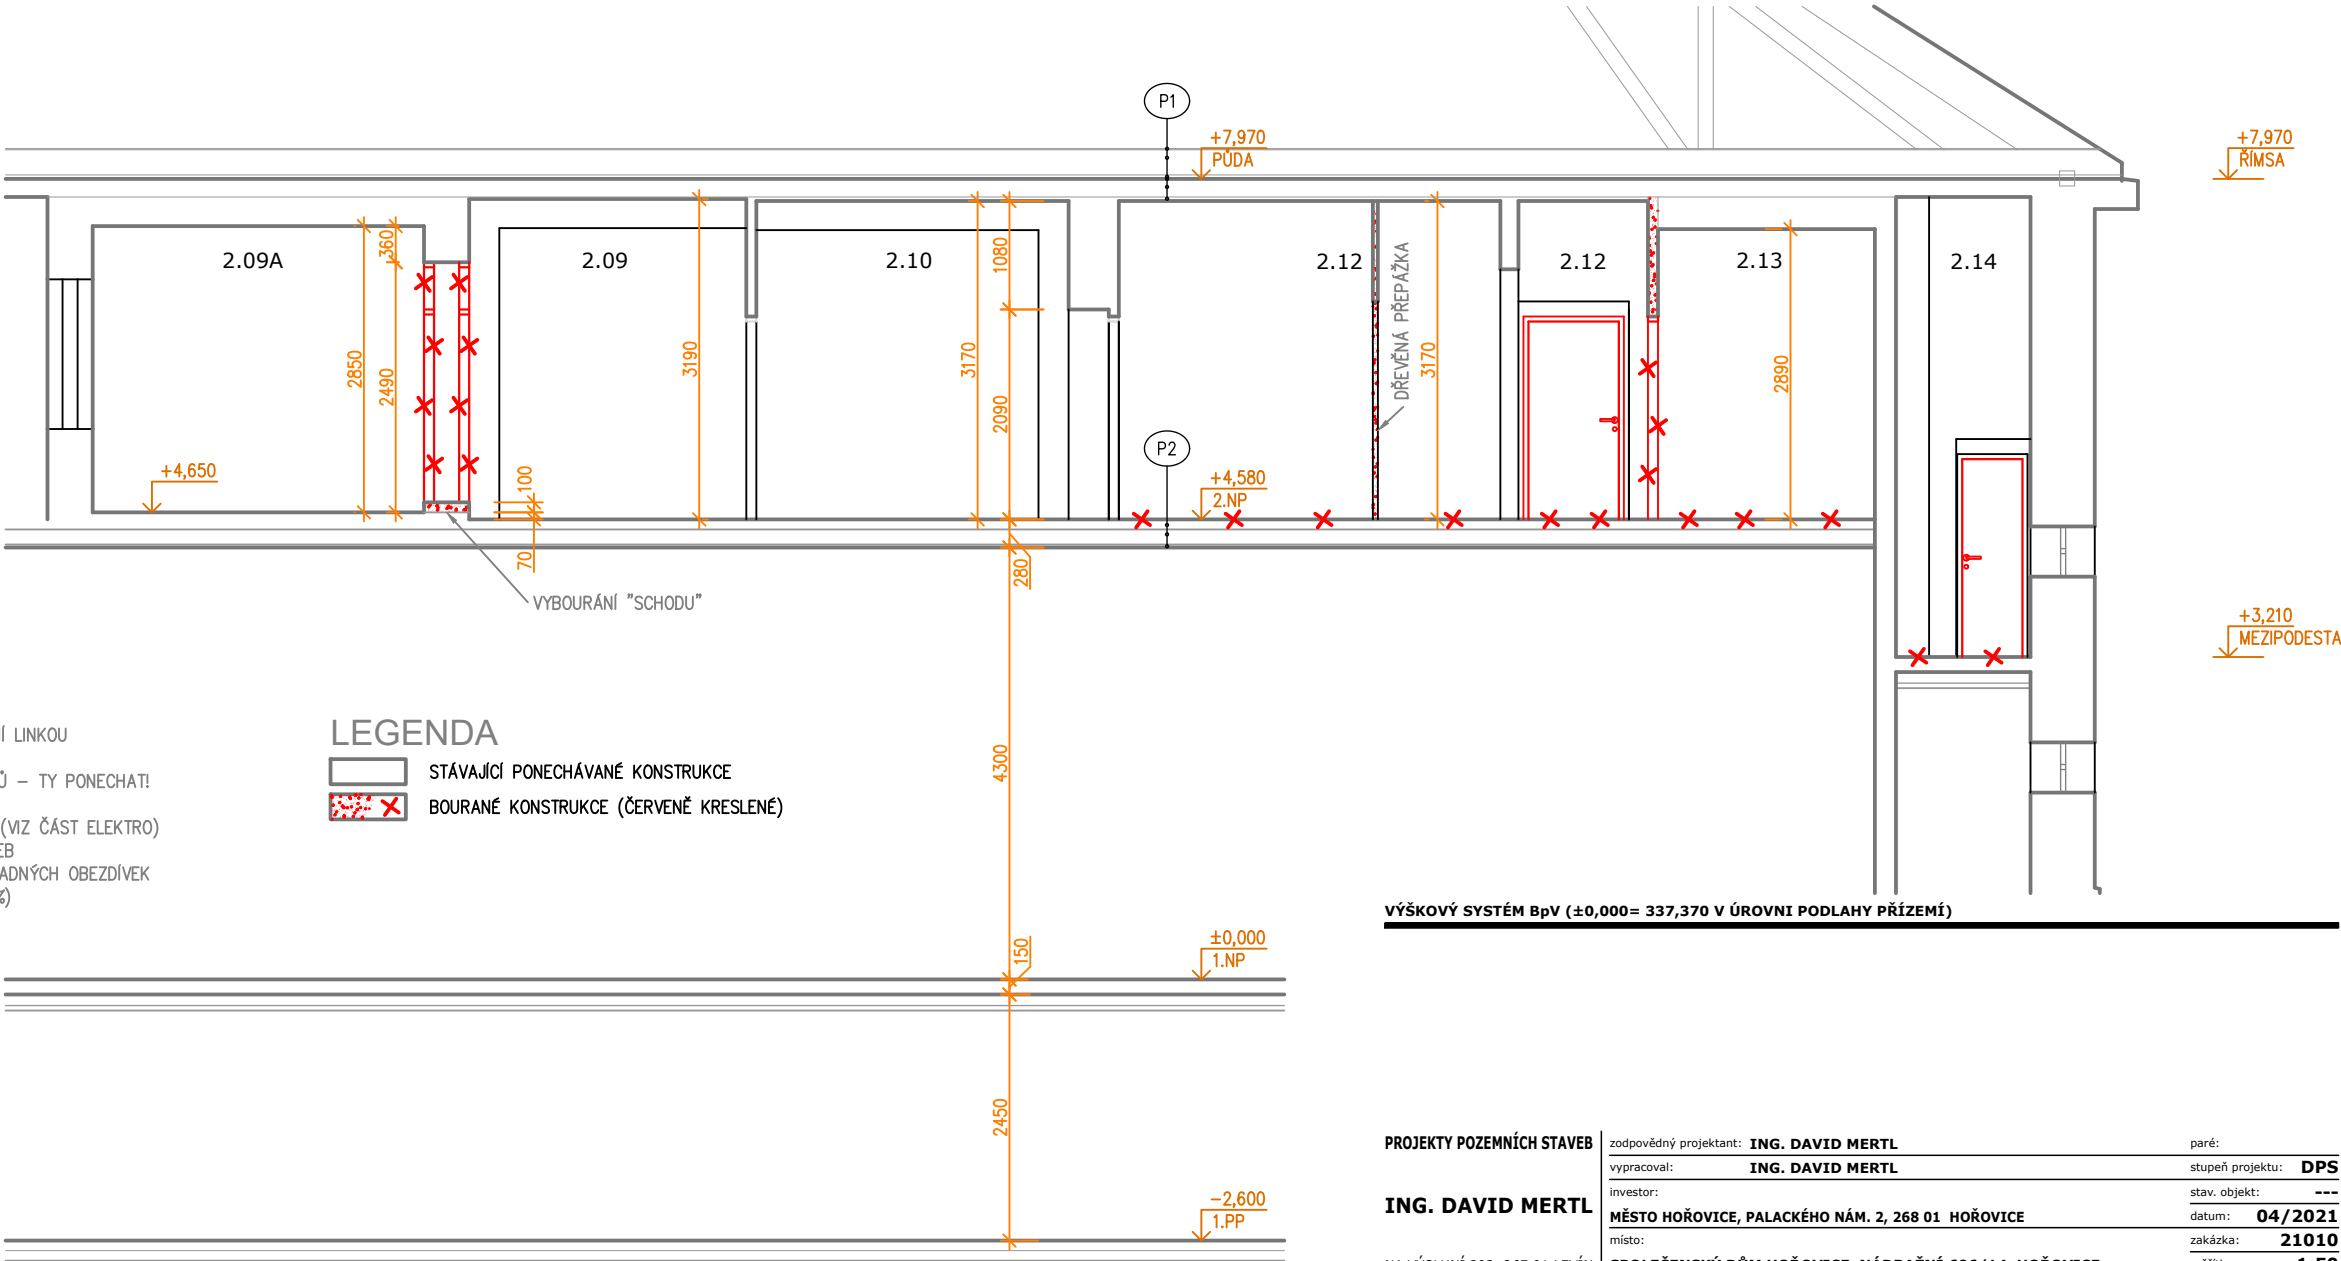 P1
+7,970
PŮDA
+7,970
ŘÍMSA
2.09A
2.09
2.10
2.12
2.12
2.13
2.14
360
2850
2490
3190
3170
1080
2090
3170
2890
DŘEVĚNÁ PŘEPÁŽKA
P2
+4,650
100
70
+4,580
2.NP
280
VYBOURÁNÍ "SCHODU"
+3,210
MEZIPODESTA
Í LINKOU
Ů – TY PONECHAT!
(VIZ ČÁST ELEKTRO)
EB
ADNÝCH OBEZDÍVEK
%)
LEGENDA
STÁVAJÍCÍ PONECHÁVANÉ KONSTRUKCE
BOURANÉ KONSTRUKCE (ČERVENĚ KRESLENÉ)
4300
VÝŠKOVÝ SYSTÉM BpV (±0,000= 337,370 V ÚROVNI PODLAHY PŘÍZEMÍ)
150
±0,000
1.NP
2450
-2,600
1.PP
PROJEKTY POZEMNÍCH STAVEB
ING. DAVID MERTL
zodpovědný projektant: ING. DAVID MERTL
paré:
vypracoval: ING. DAVID MERTL
stupeň projektu: DPS
investor:
stav. objekt: ---
MĚSTO HOŘOVICE, PALACKÉHO NÁM. 2, 268 01 HOŘOVICE
datum: 04/2021
místo:
zakázka: 21010